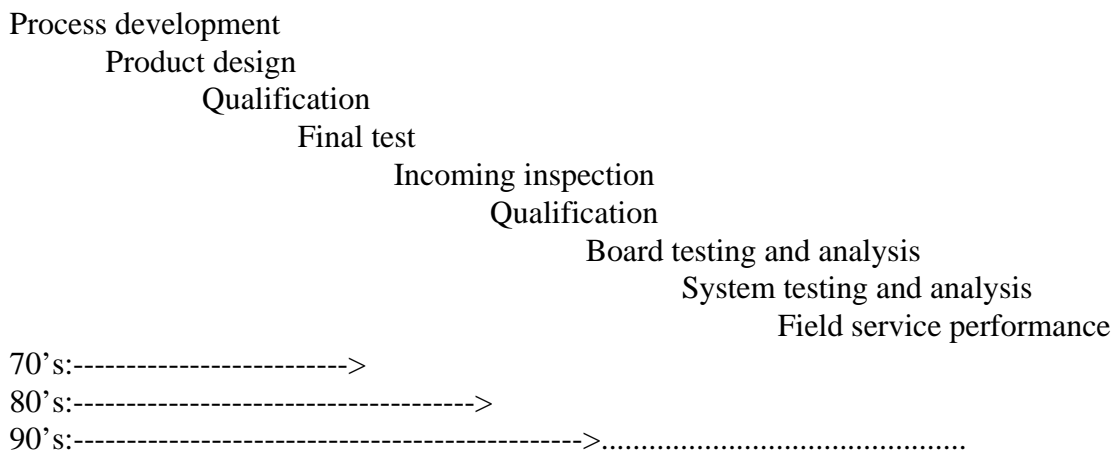 Process development
Product design
Qualification
Final test
Incoming inspection
Qualification
Board testing and analysis
System testing and analysis
Field service performance
70’s:-------------------------->
80’s:-------------------------------------->
90’s:------------------------------------------------>.........................................